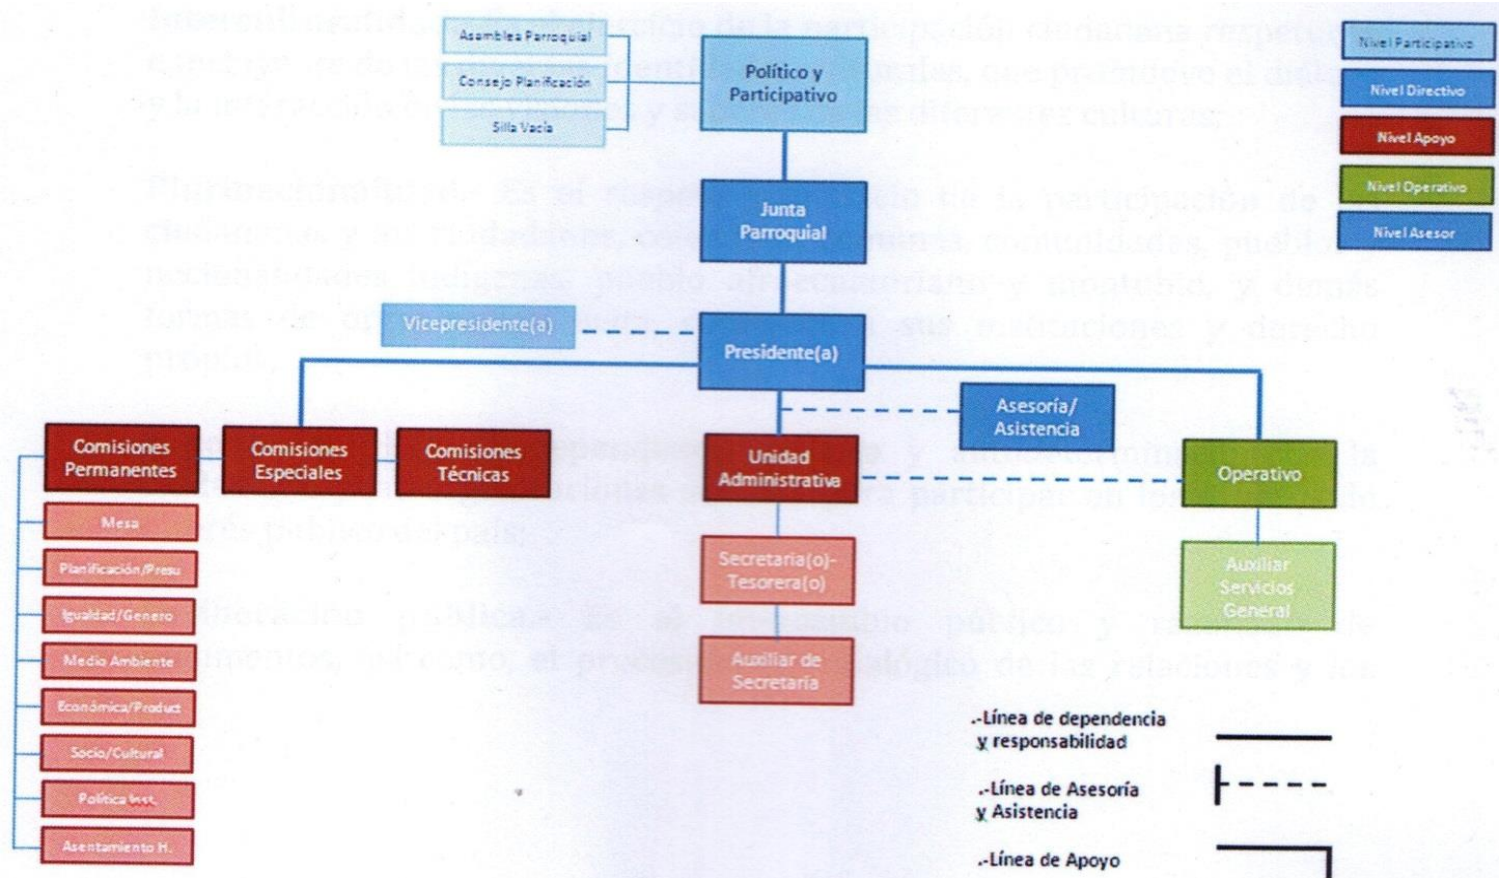 Asamblea Parroquial
Consejo Planificación
Silla Vacía
Político y
Participativo
Nivel Participativo
Nivel Directivo
Nivel Apoyo
Nivel Operativo
Nivel Asesor
Junta
Parroquial
Vicepresidente(a)
Presidente(a)
Asesoría/
Asistencia
Comisiones
Permanentes
Comisiones
Especiales
Comisiones
Técnicas
Unidad
Administrativa
Operativo
Mesa
Planificación/Presu
Igualdad/Genero
Medio Ambiente
Económica/Product
Socio/Cultural
Política Inst.
Asentamiento H.
Secretaria(o)-
Tesorera(o)
Auxiliar de
Secretaría
Auxiliar
Servicios
General
.-Línea de dependencia
y responsabilidad
.-Línea de Asesoría
y Asistencia
.-Línea de Apoyo